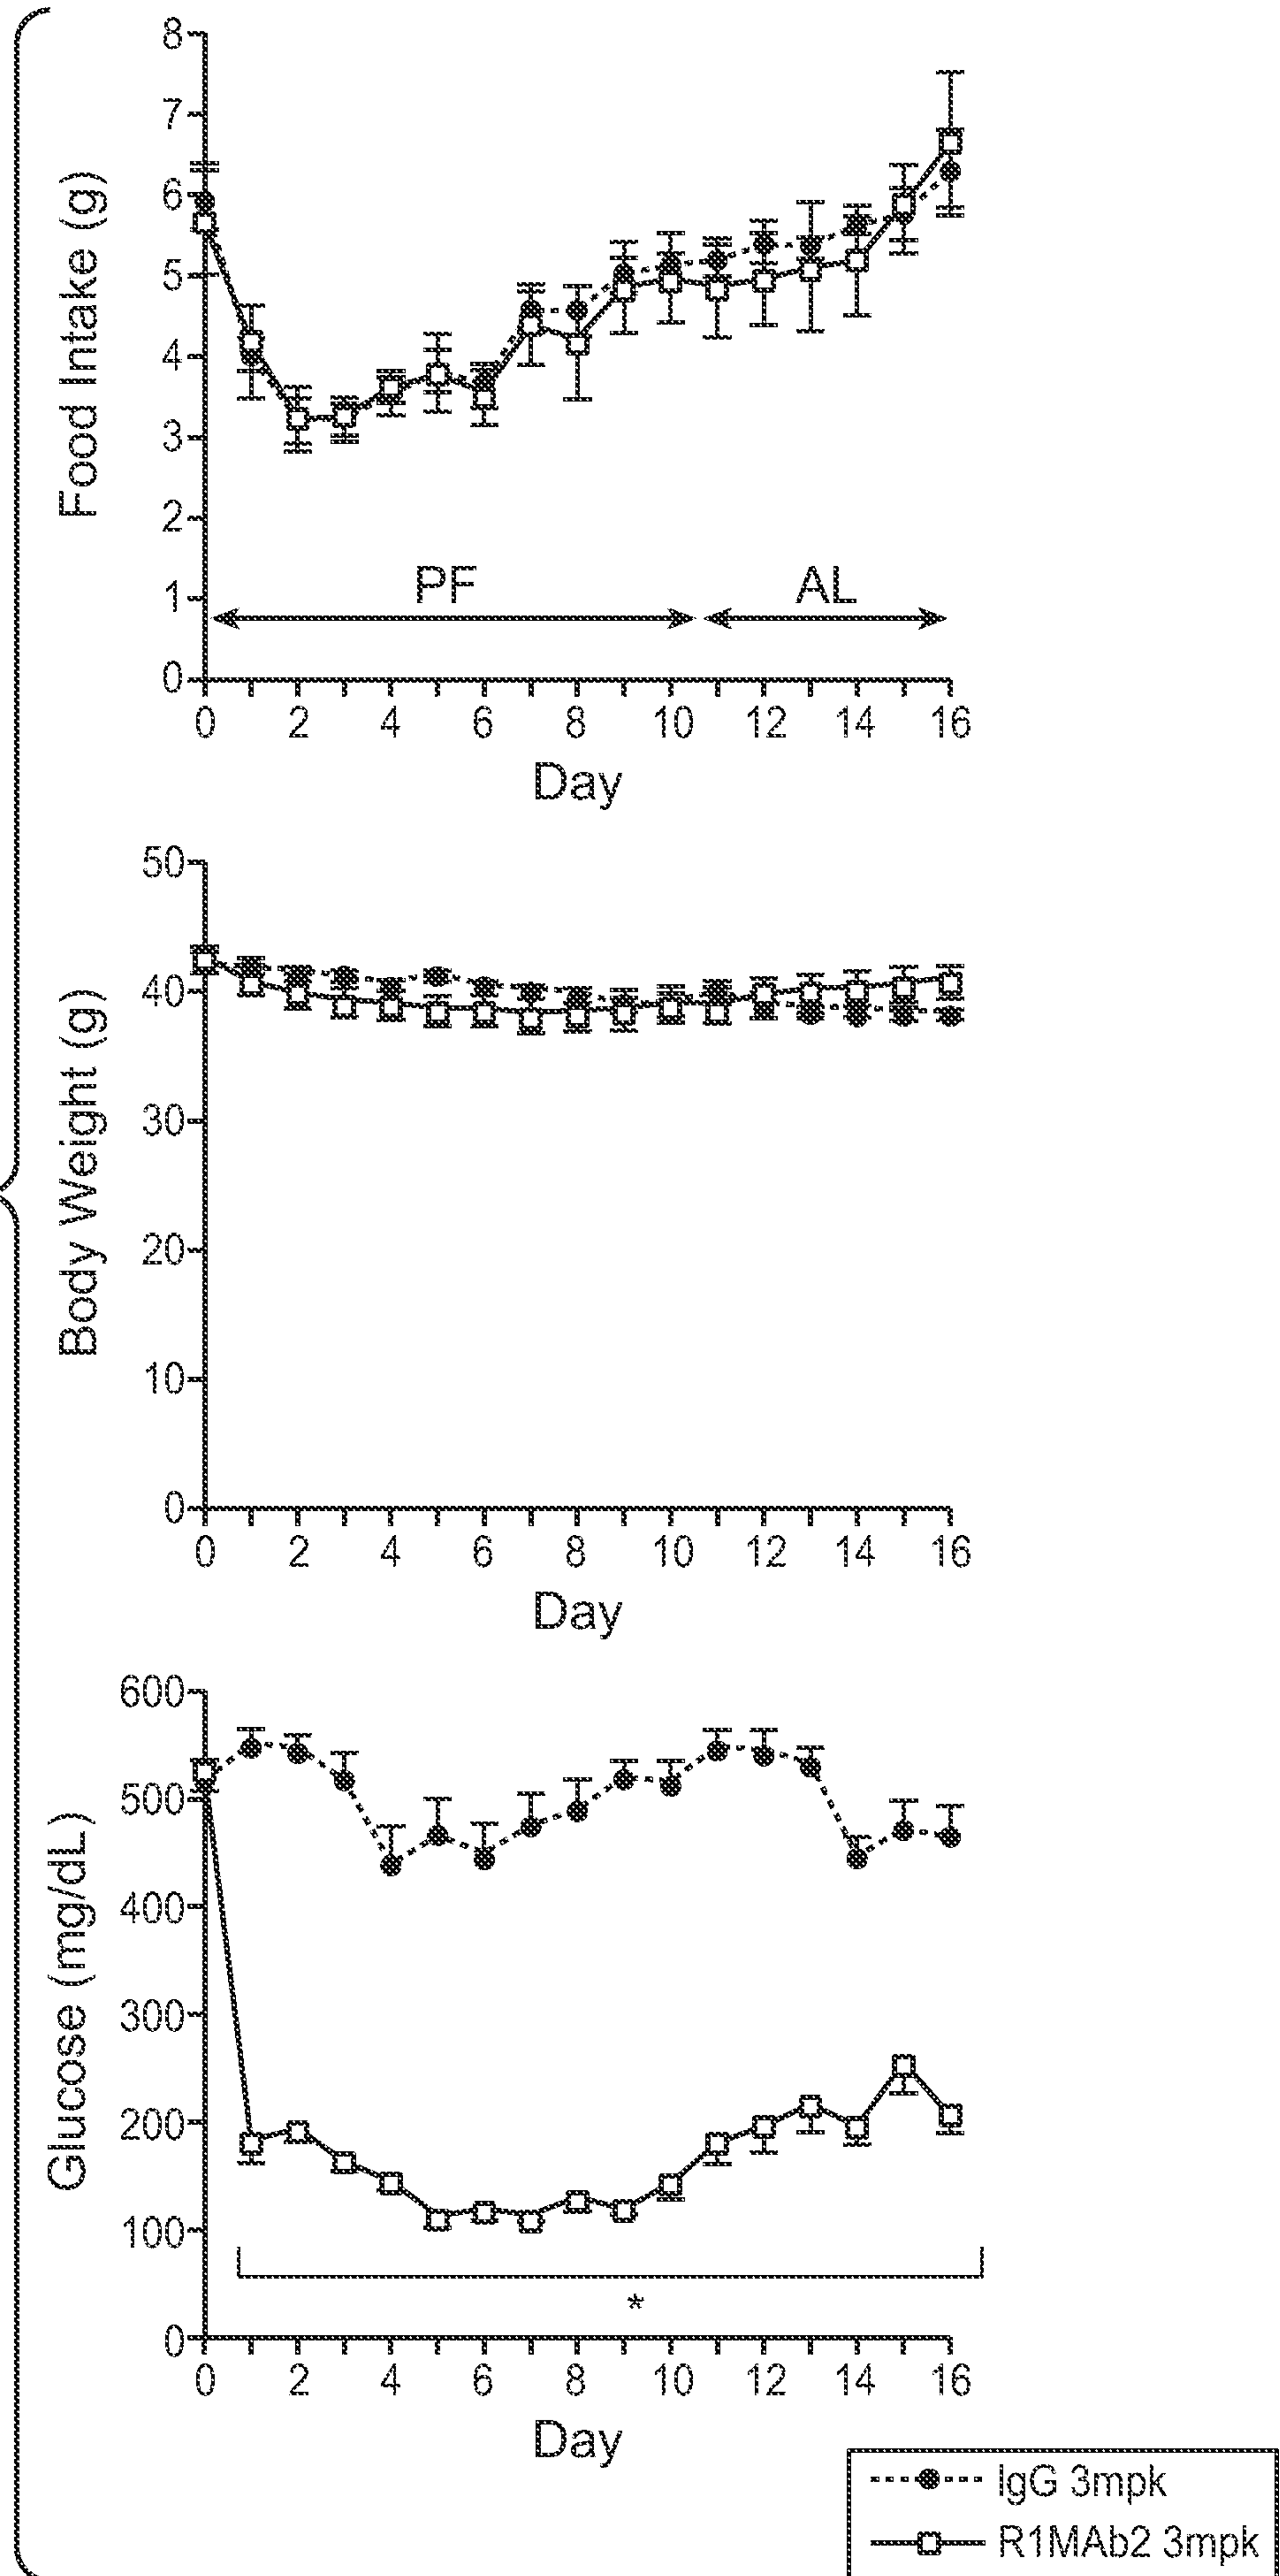 Food Intake (g)
8
7
6
5
4
3
2
1
0
PF
AL
0 2 4 6 8 10 12 14 16
Day
Body Weight (g)
50
40
30
20
10
0
0 2 4 6 8 10 12 14 16
Day
Glucose (mg/dL)
600
500
400
300
200
100
0
*
0 2 4 6 8 10 12 14 16
Day
IgG 3mpk
R1MAb2 3mpk